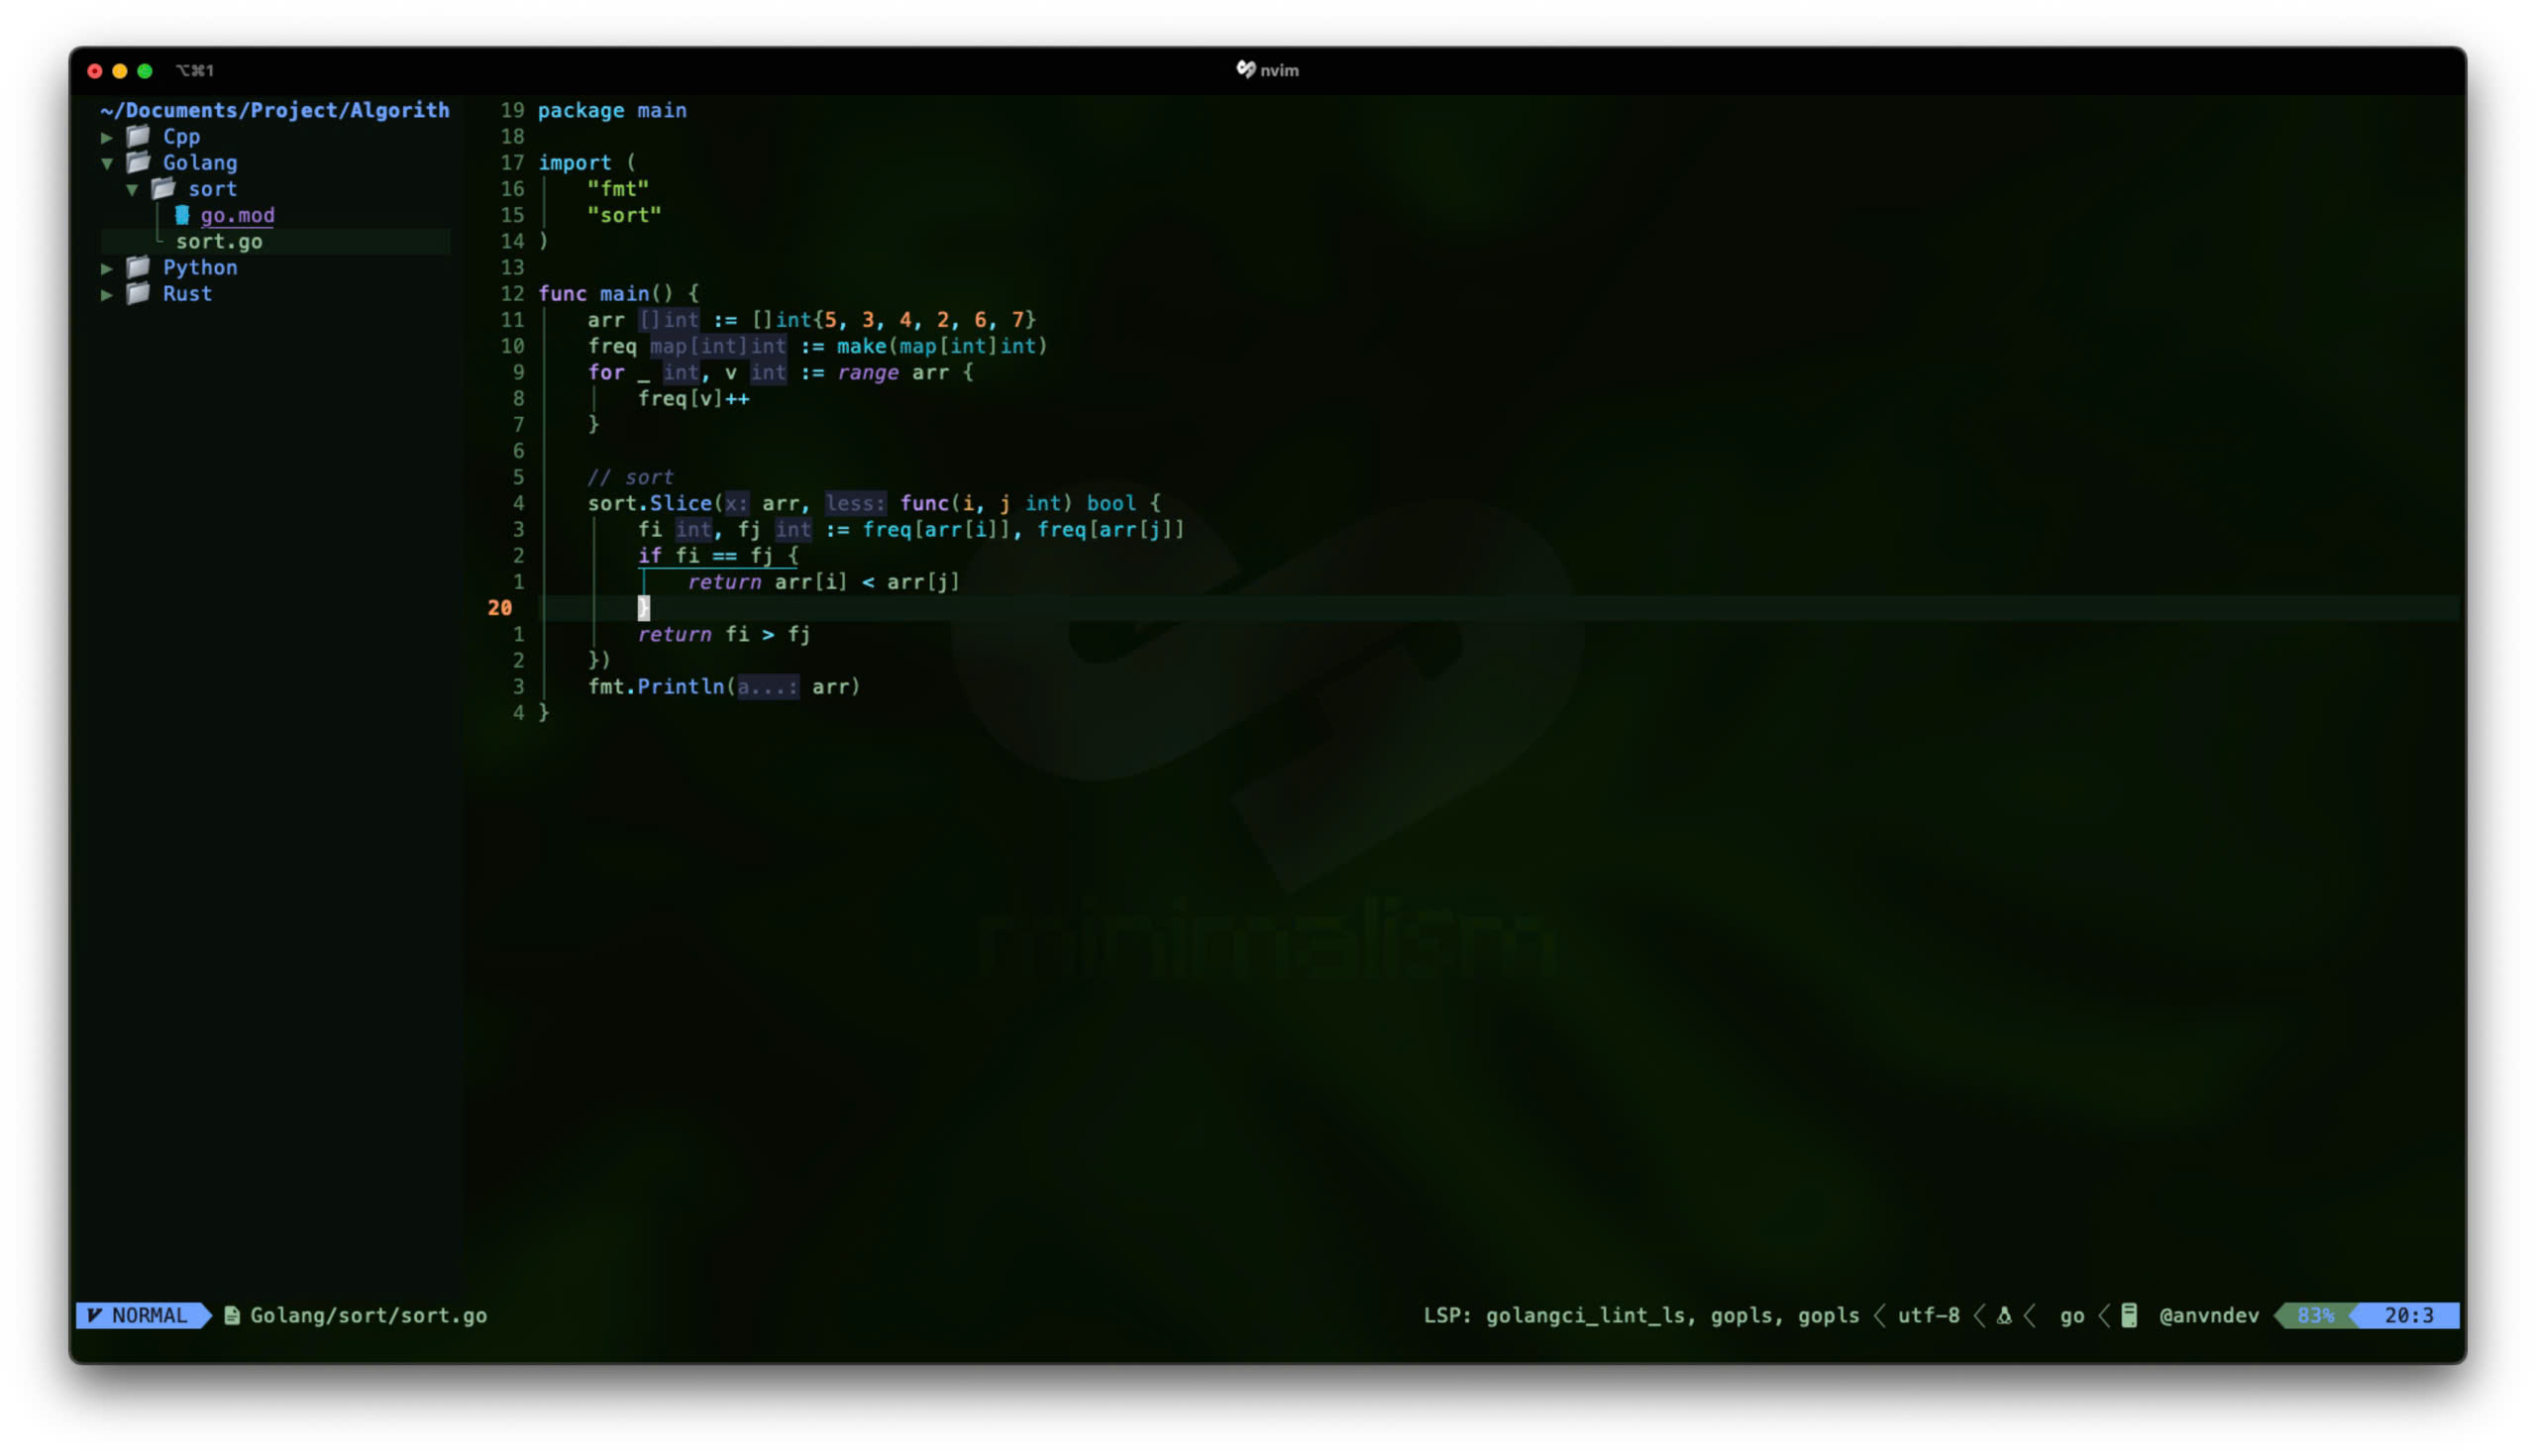 ⌥⌘1
nvim
~/Documents/Project/Algorith
Cpp
Golang
sort
go.mod
sort.go
Python
Rust
19 package main
18
17 import (
16 "fmt"
15 "sort"
14 )
13
12 func main() {
11 arr []int := []int{5, 3, 4, 2, 6, 7}
10 freq map[int]int := make(map[int]int)
9 for _ int, v int := range arr {
8 freq[v]++
7 }
6
5 // sort
4 sort.Slice(x: arr, less: func(i, j int) bool {
3 fi int, fj int := freq[arr[i]], freq[arr[j]]
2 if fi == fj {
1 return arr[i] < arr[j]
20 }
1 return fi > fj
2 })
3 fmt.Println(a...: arr)
4 }
minimalism
NORMAL Golang/sort/sort.go LSP: golangci_lint_ls, gopls, gopls utf-8 go @anvndev 83% 20:3